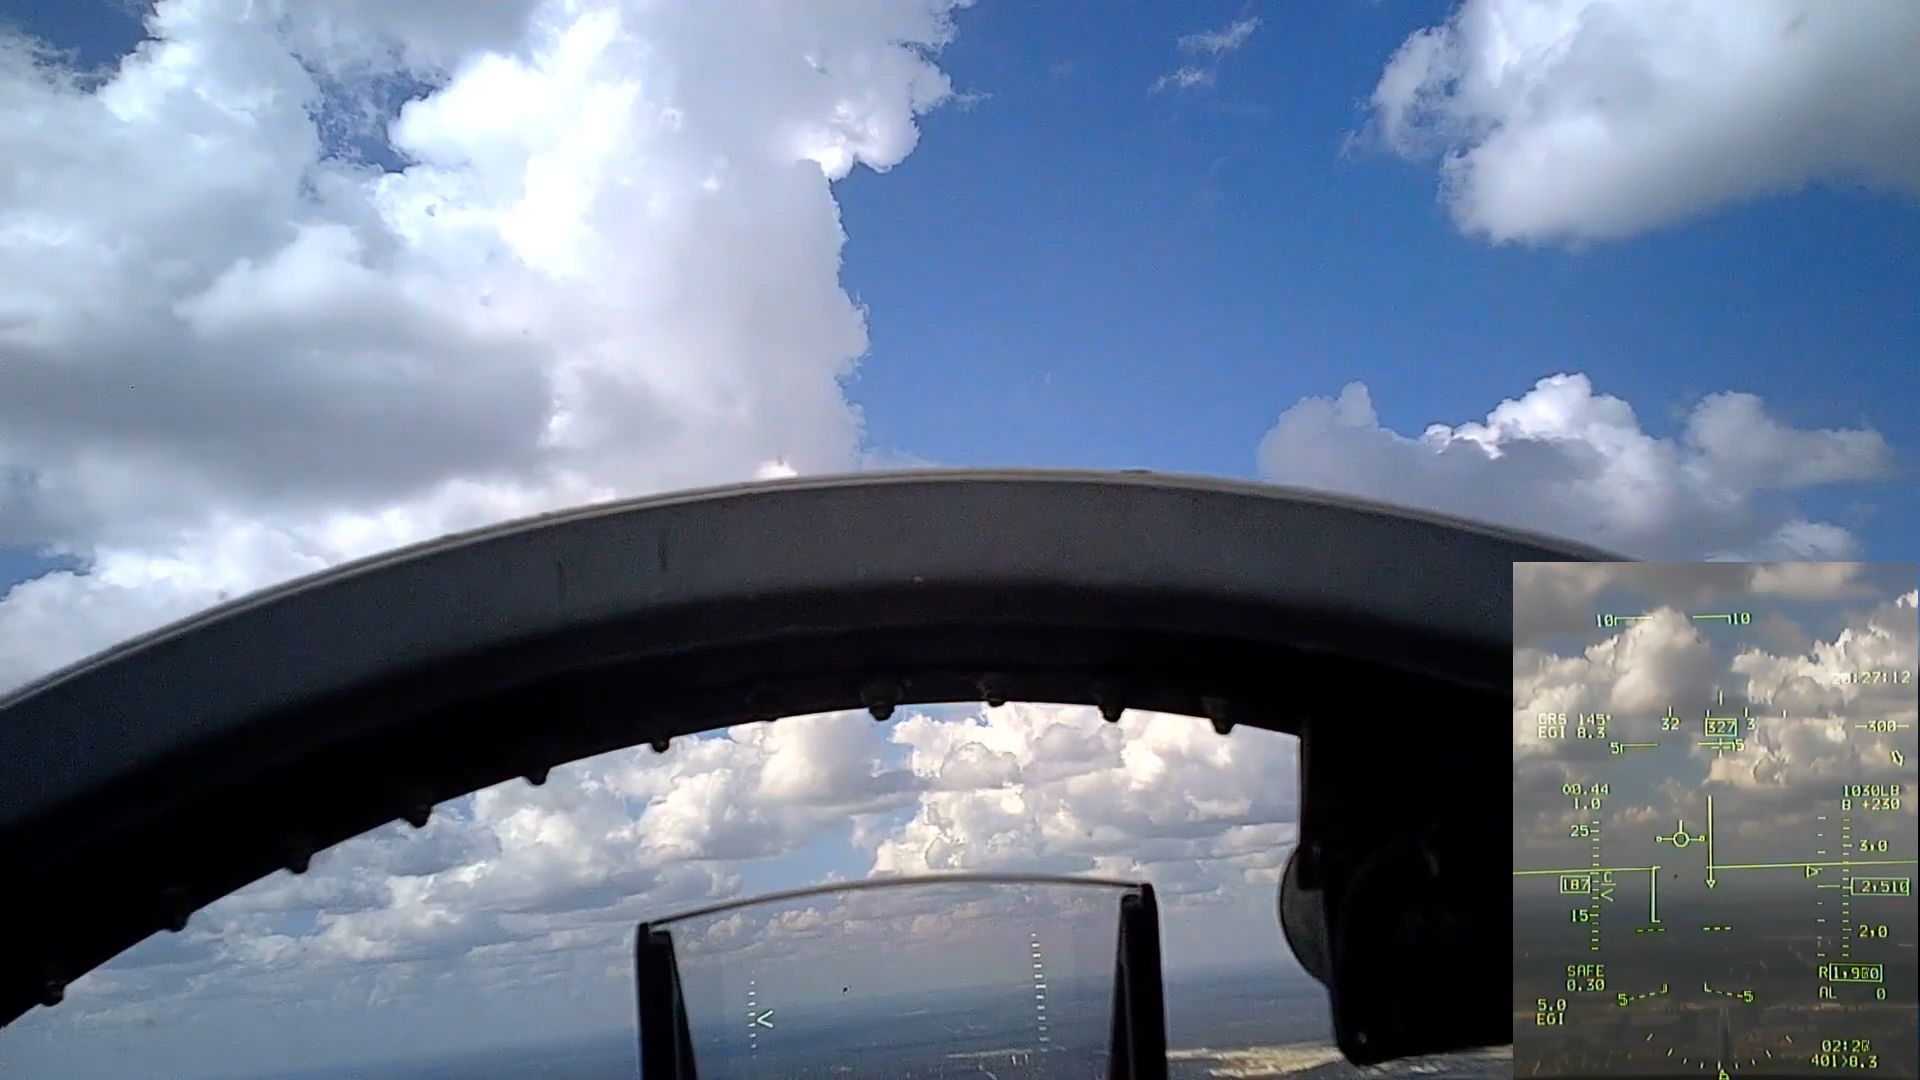 10 10
20:27:12
CRS 145°
EGI 8.3
32 327 3
-300-
5 5
00.44
1.0
1030LB
B +230
25
3,0
187 C
2,510
15
2,0
SAFE
0.30
R 1,900
AL 0
5 5
5.0
EGI
401>8.3